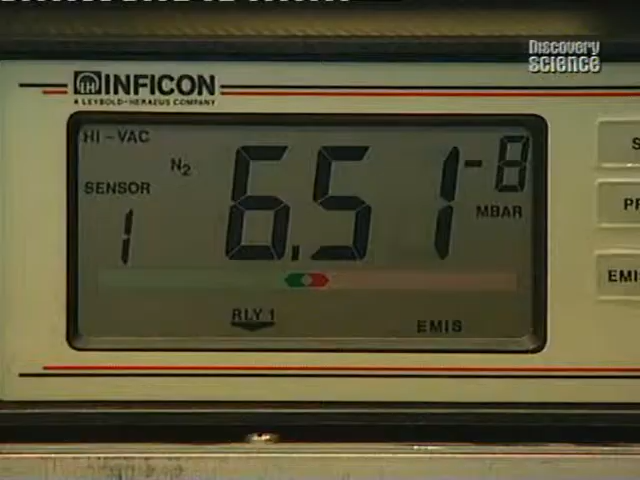 Discovery
science
INFICON
A LEYBOLD-HERAEUS COMPANY
HI-VAC
N2
SENSOR
1
6.51 -8
MBAR
RLY 1
EMIS
S
PR
EMIS